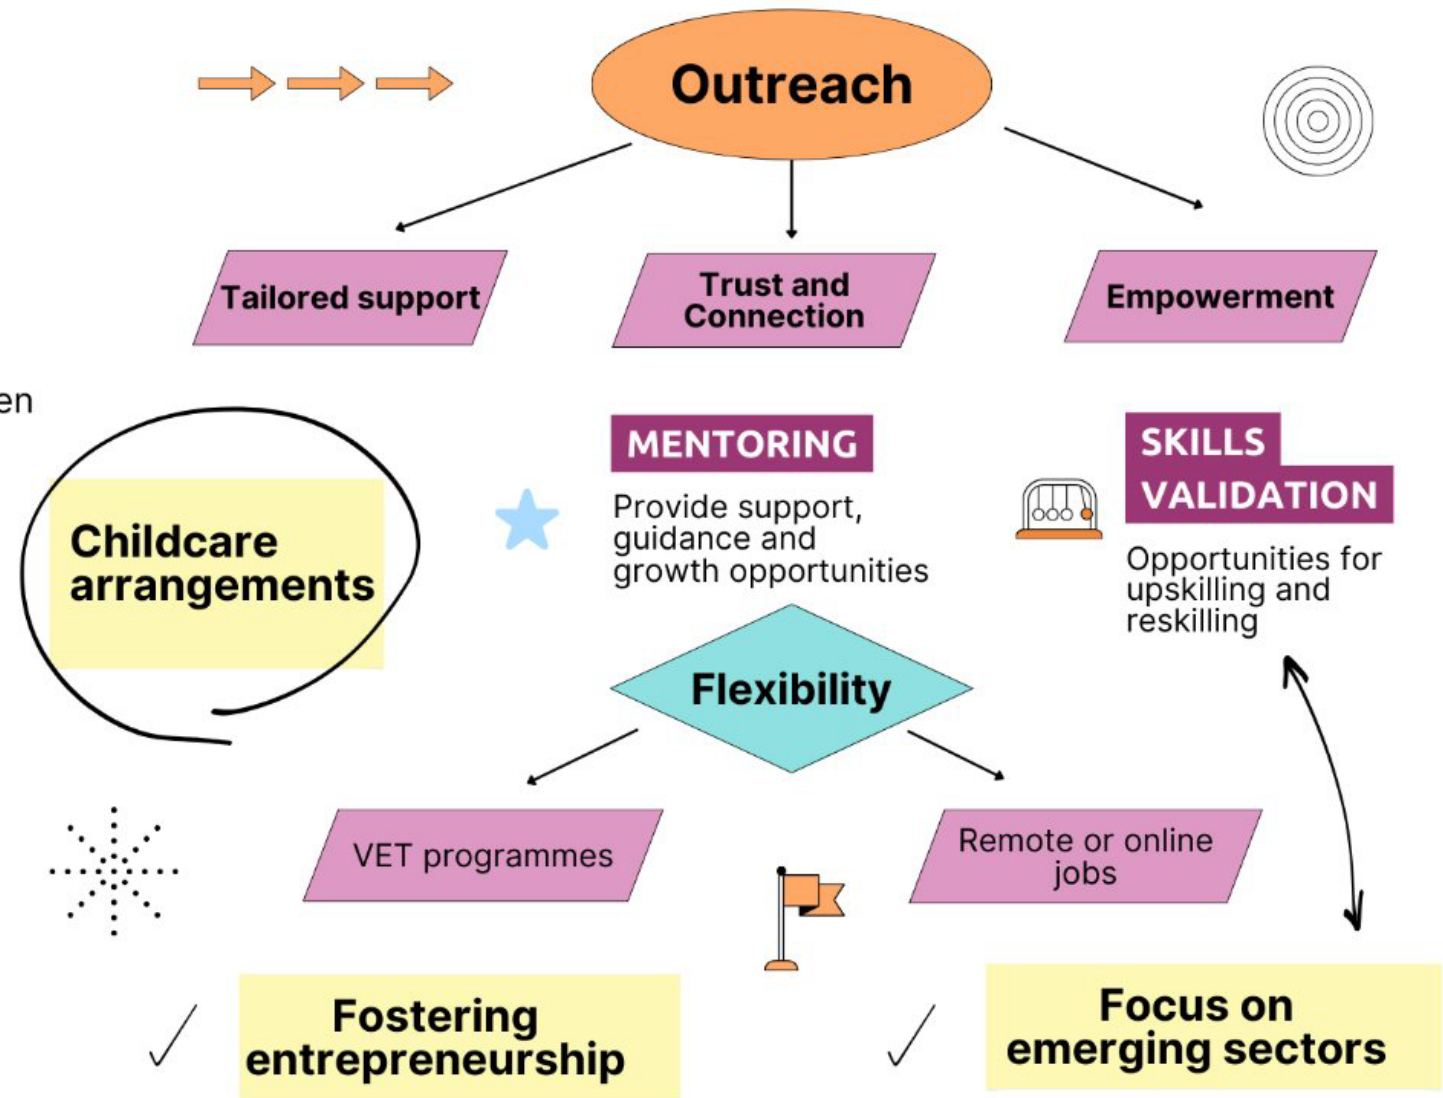 Outreach
Tailored support
Trust and
Connection
Empowerment
en
Childcare
arrangements
MENTORING
Provide support,
guidance and
growth opportunities
SKILLS
VALIDATION
Opportunities for
upskilling and
reskilling
Flexibility
VET programmes
Remote or online
jobs
Fostering
entrepreneurship
Focus on
emerging sectors